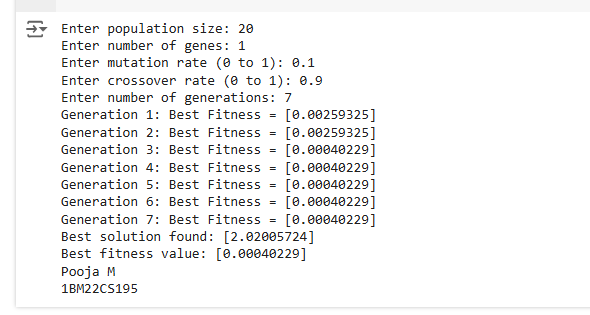 Enter population size: 20
Enter number of genes: 1
Enter mutation rate (0 to 1): 0.1
Enter crossover rate (0 to 1): 0.9
Enter number of generations: 7
Generation 1: Best Fitness = [0.00259325]
Generation 2: Best Fitness = [0.00259325]
Generation 3: Best Fitness = [0.00040229]
Generation 4: Best Fitness = [0.00040229]
Generation 5: Best Fitness = [0.00040229]
Generation 6: Best Fitness = [0.00040229]
Generation 7: Best Fitness = [0.00040229]
Best solution found: [2.02005724]
Best fitness value: [0.00040229]
Pooja M
1BM22CS195